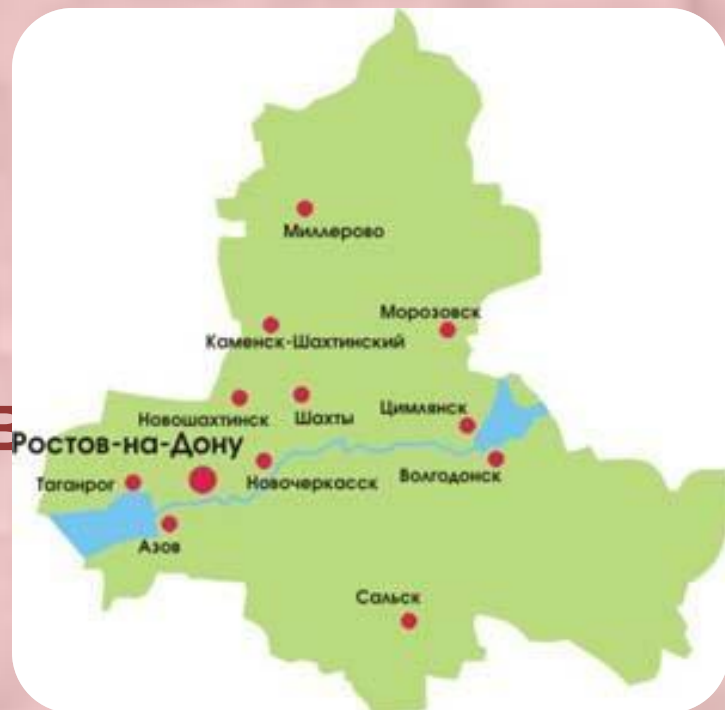 Миллерово
Морозовск
Каменск-Шахтинский
Новошахтинск
Шахты
Цимлянск
Ростов-на-Дону
Таганрог
Новочеркасск
Волгодонск
Азов
Сальск